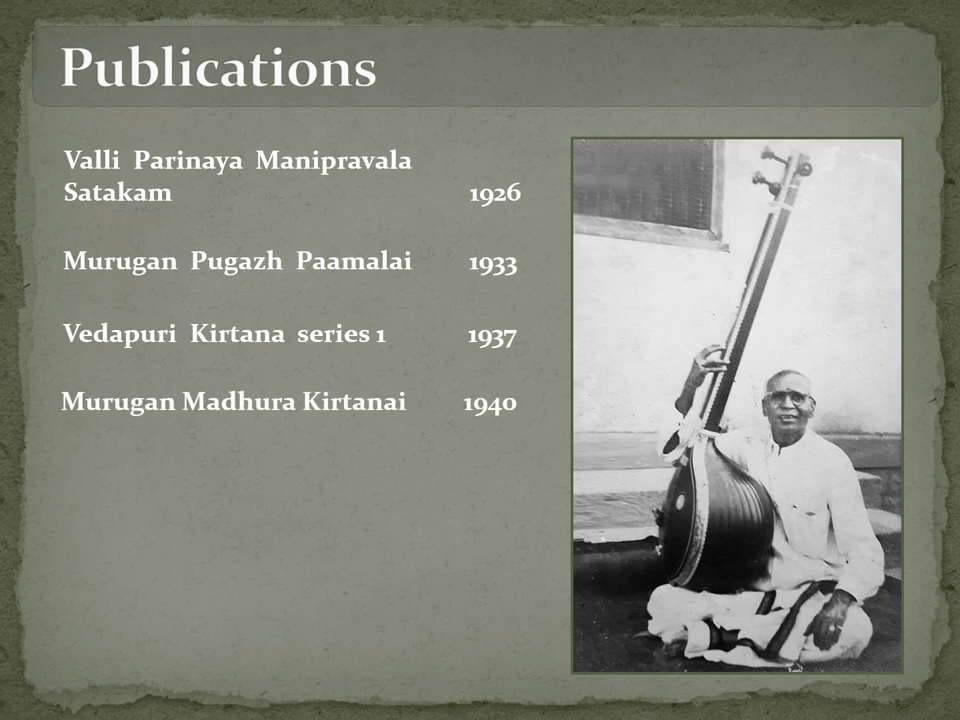 Publications
Valli Parinaya Manipravala
Satakam 1926
Murugan Pugazh Paamalai 1933
Vedapuri Kirtana series 1 1937
Murugan Madhura Kirtanai 1940